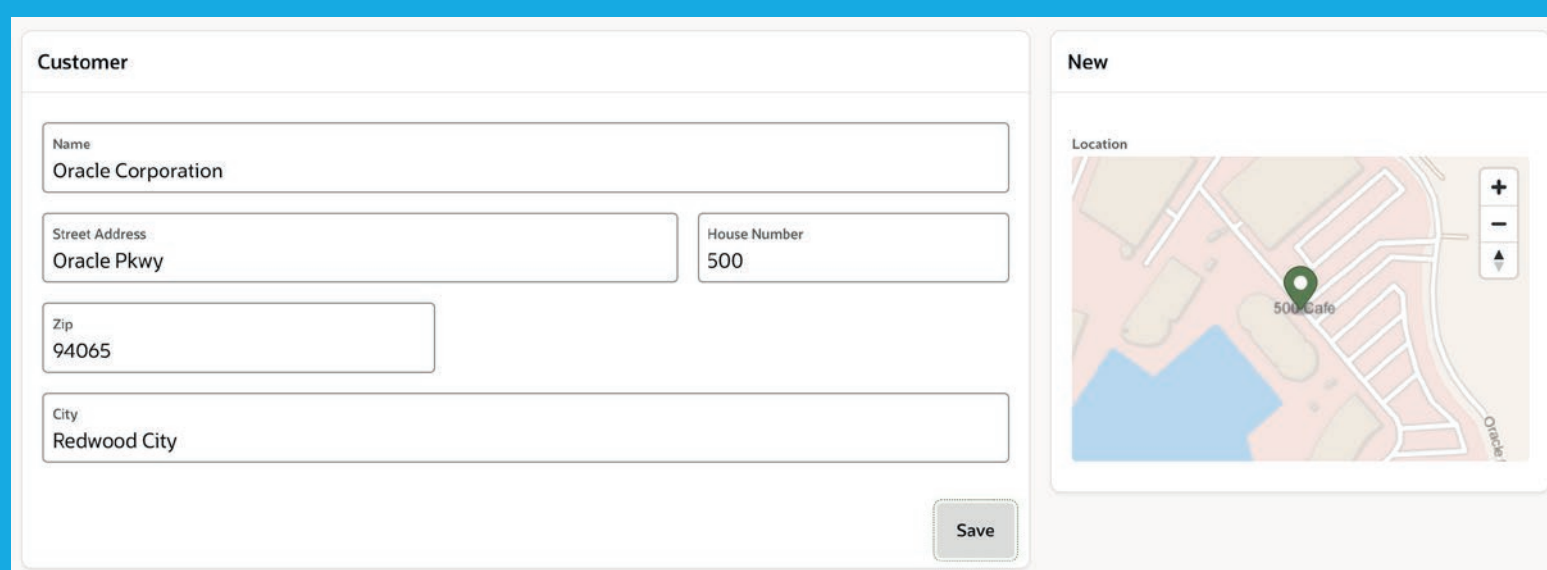 Customer
Name
Oracle Corporation
Street Address
Oracle Pkwy
House Number
500
Zip
94065
City
Redwood City
Save
New
Location
500 Cafe
Oracle